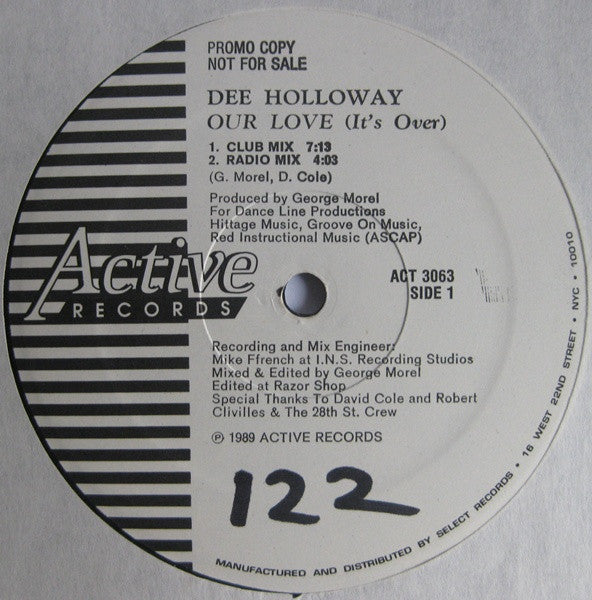 PROMO COPY
NOT FOR SALE
DEE HOLLOWAY
OUR LOVE (It's Over)
1. CLUB MIX 7:13
2. RADIO MIX 4:03
(G. Morel, D. Cole)
Produced by George Morel
For Dance Line Productions
Hittage Music, Groove On Music,
Red Instructional Music (ASCAP)
Active
RECORDS
ACT 3063
SIDE 1
Recording and Mix Engineer:
Mike Ffrench at I.N.S. Recording Studios
Mixed & Edited by George Morel
Edited at Razor Shop
Special Thanks To David Cole and Robert
Clivilles & The 28th St. Crew
℗ 1989 ACTIVE RECORDS
122
MANUFACTURED AND DISTRIBUTED BY SELECT RECORDS • 16 WEST 22ND STREET • NYC • 10010